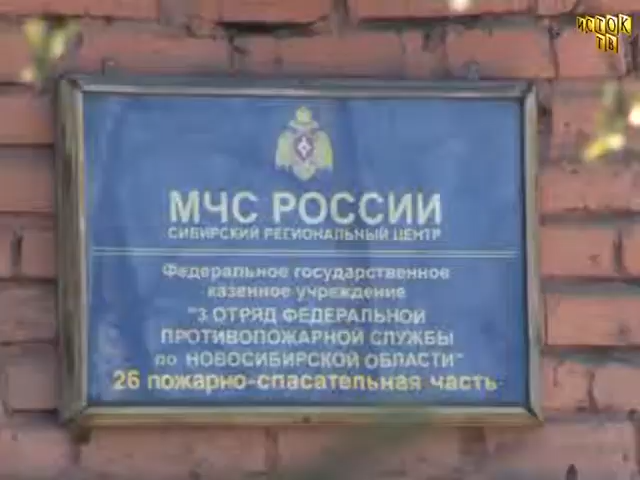 ИСТОК
ТВ
МЧС РОССИИ
СИБИРСКИЙ РЕГИОНАЛЬНЫЙ ЦЕНТР
Федеральное государственное
казенное учреждение
"3 ОТРЯД ФЕДЕРАЛЬНОЙ
ПРОТИВОПОЖАРНОЙ СЛУЖБЫ
по НОВОСИБИРСКОЙ ОБЛАСТИ"
26 пожарно-спасательная часть